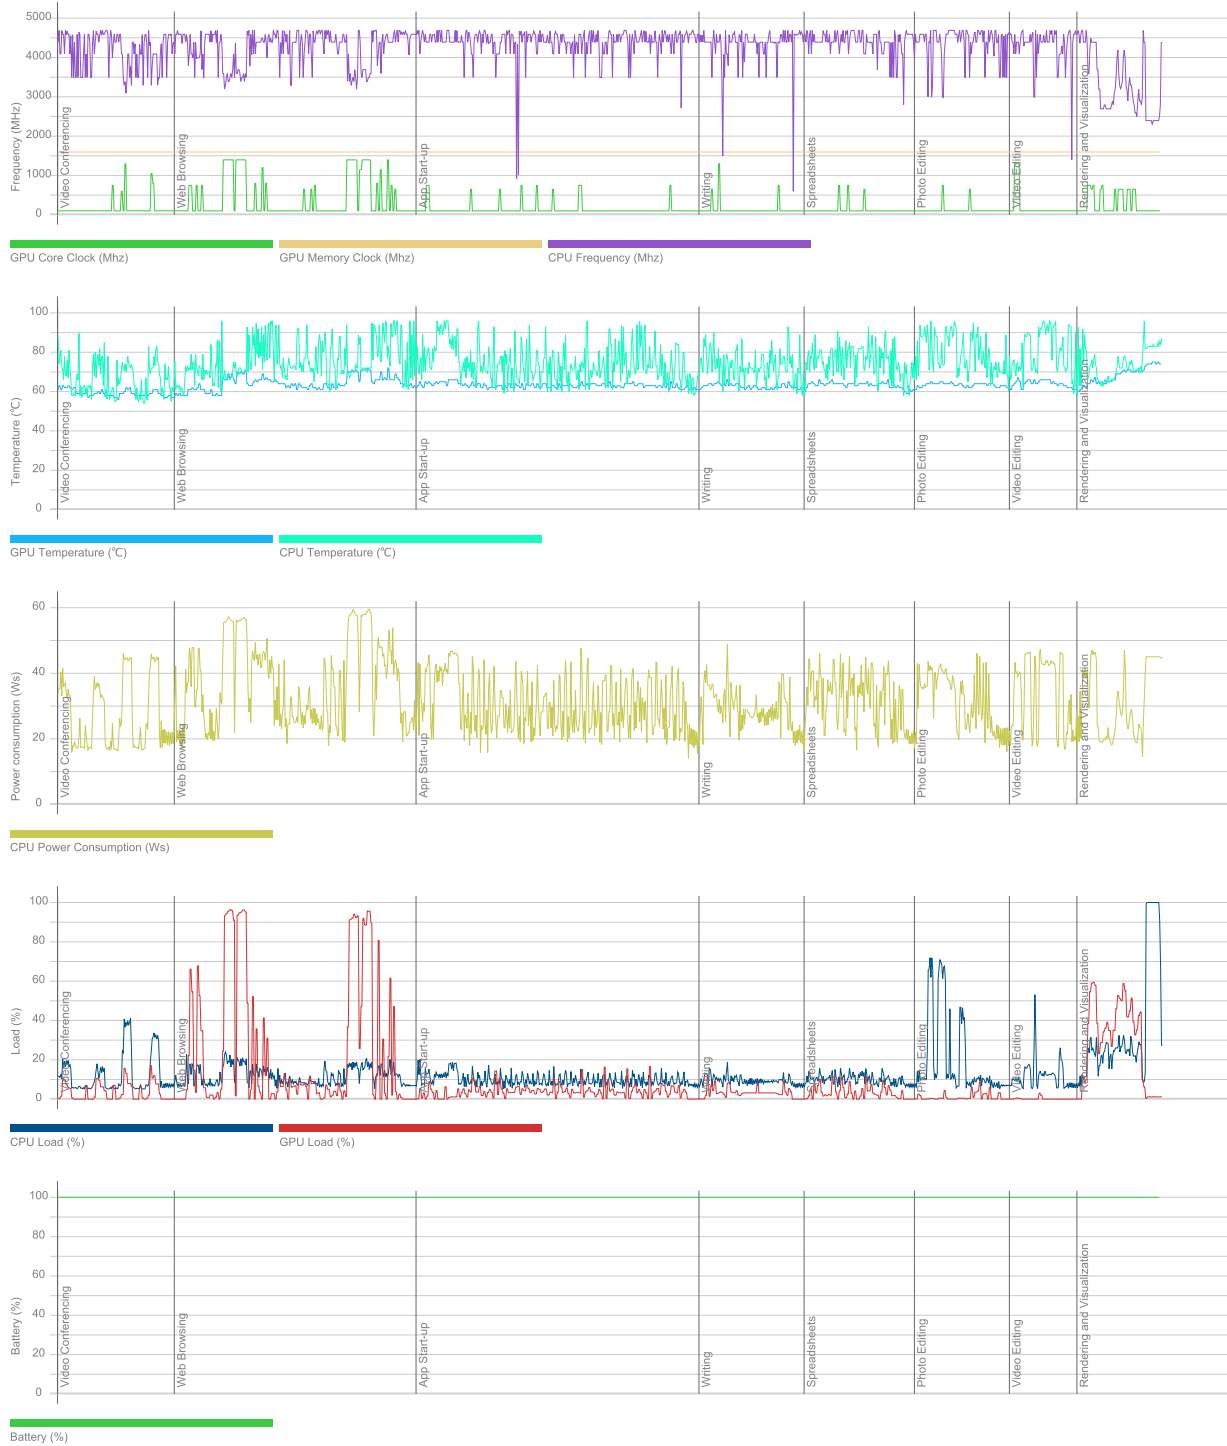 5000
4000
3000
2000
1000
0
Frequency (MHz)
Video Conferencing
Web Browsing
App Start-up
Writing
Spreadsheets
Photo Editing
Video Editing
Rendering and Visualization
GPU Core Clock (Mhz)
GPU Memory Clock (Mhz)
CPU Frequency (Mhz)
100
80
60
40
20
0
Temperature (℃)
Video Conferencing
Web Browsing
App Start-up
Writing
Spreadsheets
Photo Editing
Video Editing
Rendering and Visualization
GPU Temperature (℃)
CPU Temperature (℃)
60
40
20
0
Power consumption (Ws)
Video Conferencing
Web Browsing
App Start-up
Writing
Spreadsheets
Photo Editing
Video Editing
Rendering and Visualization
CPU Power Consumption (Ws)
100
80
60
40
20
0
Load (%)
Video Conferencing
Web Browsing
App Start-up
Writing
Spreadsheets
Photo Editing
Video Editing
Rendering and Visualization
CPU Load (%)
GPU Load (%)
100
80
60
40
20
0
Battery (%)
Video Conferencing
Web Browsing
App Start-up
Writing
Spreadsheets
Photo Editing
Video Editing
Rendering and Visualization
Battery (%)